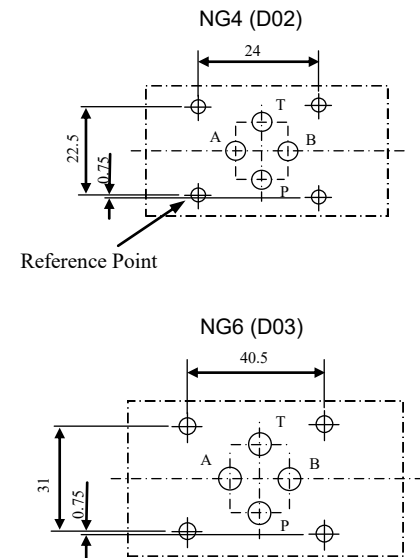 NG4 (D02)
24
T
A
B
22.5
0.75
P
Reference Point
NG6 (D03)
40.5
T
A
B
31
0.75
P